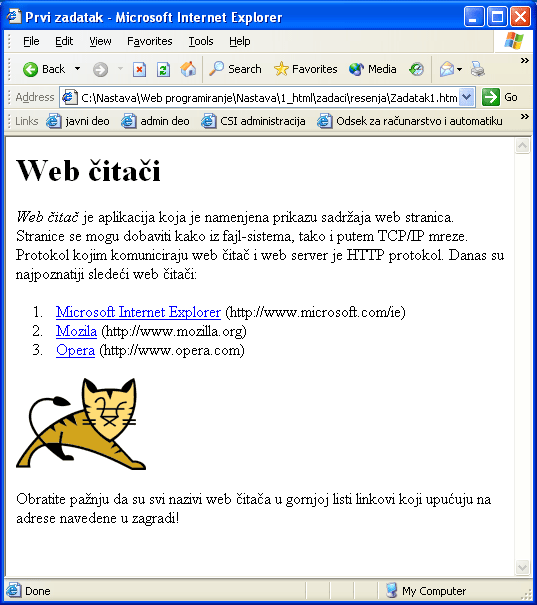 Prvi zadatak - Microsoft Internet Explorer
File Edit View Favorites Tools Help
Back Search Favorites Media
Address C:\Nastava\Web programiranje\Nastava\1_html\zadaci\resenja\Zadatak1.htm Go
Links javni deo admin deo CSI administracija Odsek za računarstvo i automatiku
Web čitači
Web čitač je aplikacija koja je namenjena prikazu sadržaja web stranica.
Stranice se mogu dobaviti kako iz fajl-sistema, tako i putem TCP/IP mreze.
Protokol kojim komuniciraju web čitač i web server je HTTP protokol. Danas su
najpoznatiji sledeći web čitači:
1. Microsoft Internet Explorer (http://www.microsoft.com/ie)
2. Mozila (http://www.mozilla.org)
3. Opera (http://www.opera.com)
Obratite pažnju da su svi nazivi web čitača u gornjoj listi linkovi koji upućuju na
adrese navedene u zagradi!
Done My Computer